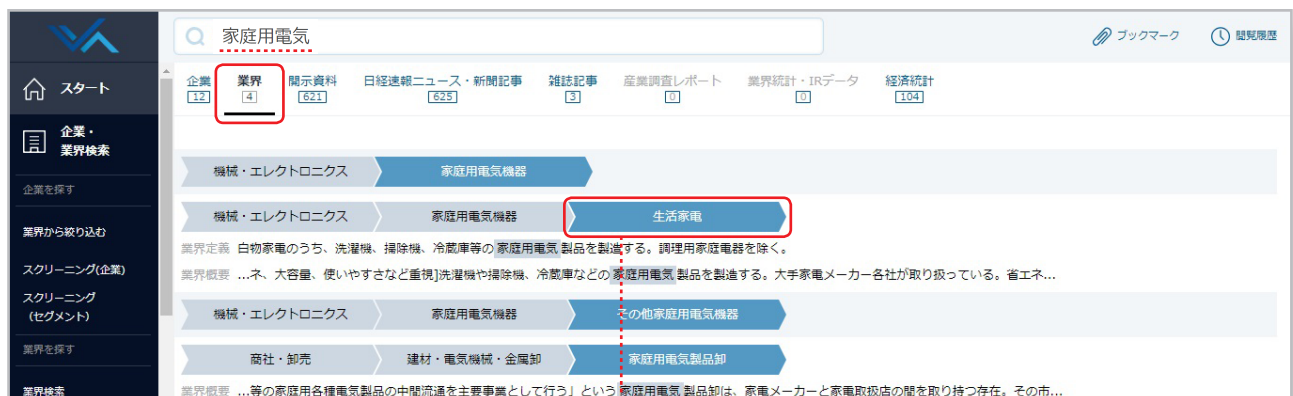 家庭用電気
ブックマーク
閲覧履歴
スタート
企業・
業界検索
企業を探す
業界から絞り込む
スクリーニング(企業)
スクリーニング
(セグメント)
業界を探す
業界検索
企業 業界 開示資料 日経速報ニュース・新聞記事 雑誌記事 産業調査レポート 業界統計・IRデータ 経済統計
12 4 621 625 3 0 0 104
機械・エレクトロニクス 家庭用電気機器
機械・エレクトロニクス 家庭用電気機器 生活家電
業界定義 白物家電のうち、洗濯機、掃除機、冷蔵庫等の 家庭用電気 製品を製造する。調理用家庭電器を除く。
業界概要 …ネ、大容量、使いやすさなど重視]洗濯機や掃除機、冷蔵庫などの 家庭用電気 製品を製造する。大手家電メーカー各社が取り扱っている。省エネ…
機械・エレクトロニクス 家庭用電気機器 その他家庭用電気機器
商社・卸売 建材・電気機械・金属卸 家庭用電気製品卸
業界概要 …等の家庭用各種電気製品の中間流通を主要事業として行う」という 家庭用電気 製品卸は、家電メーカーと家電取扱店の間を取り持つ存在。その市…